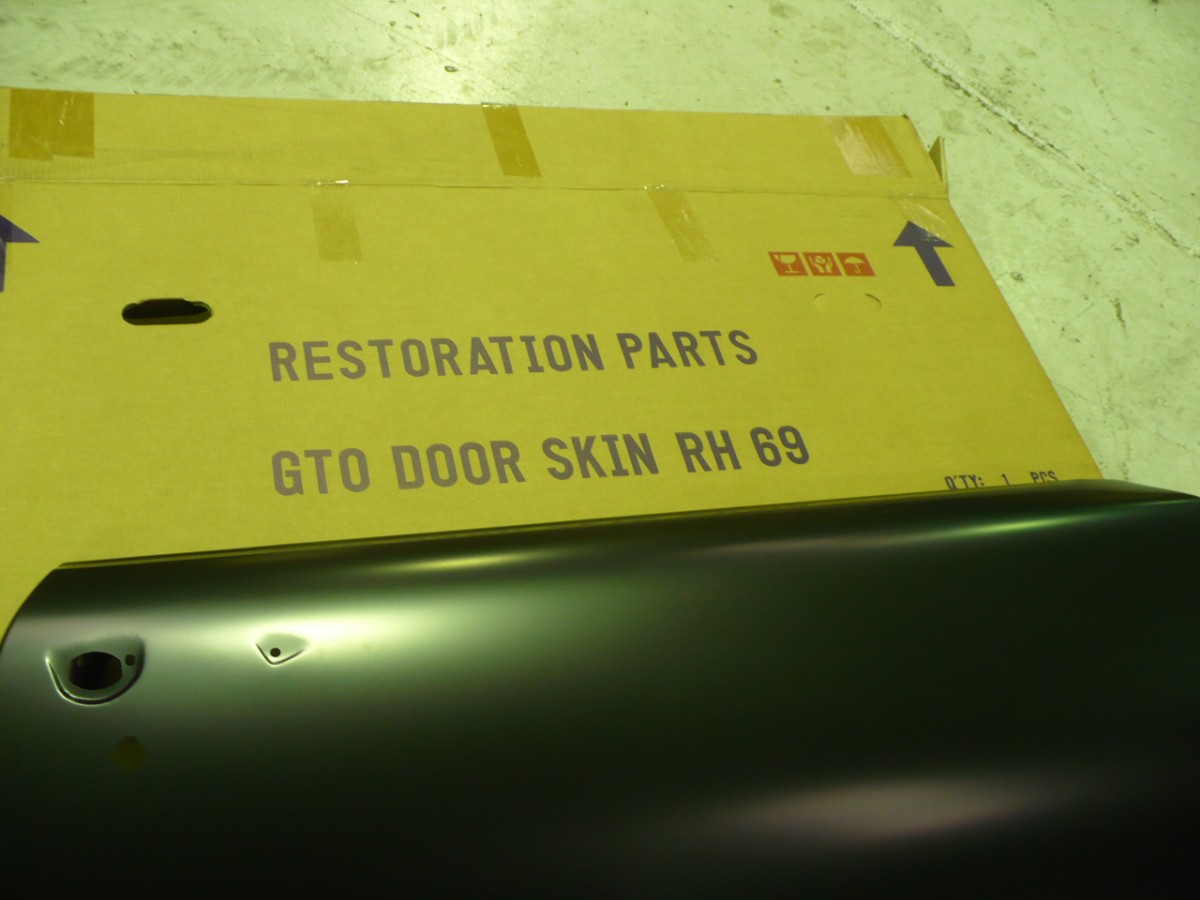 RESTORATION PARTS
GTO DOOR SKIN RH 69
Q'TY: 1 PCS